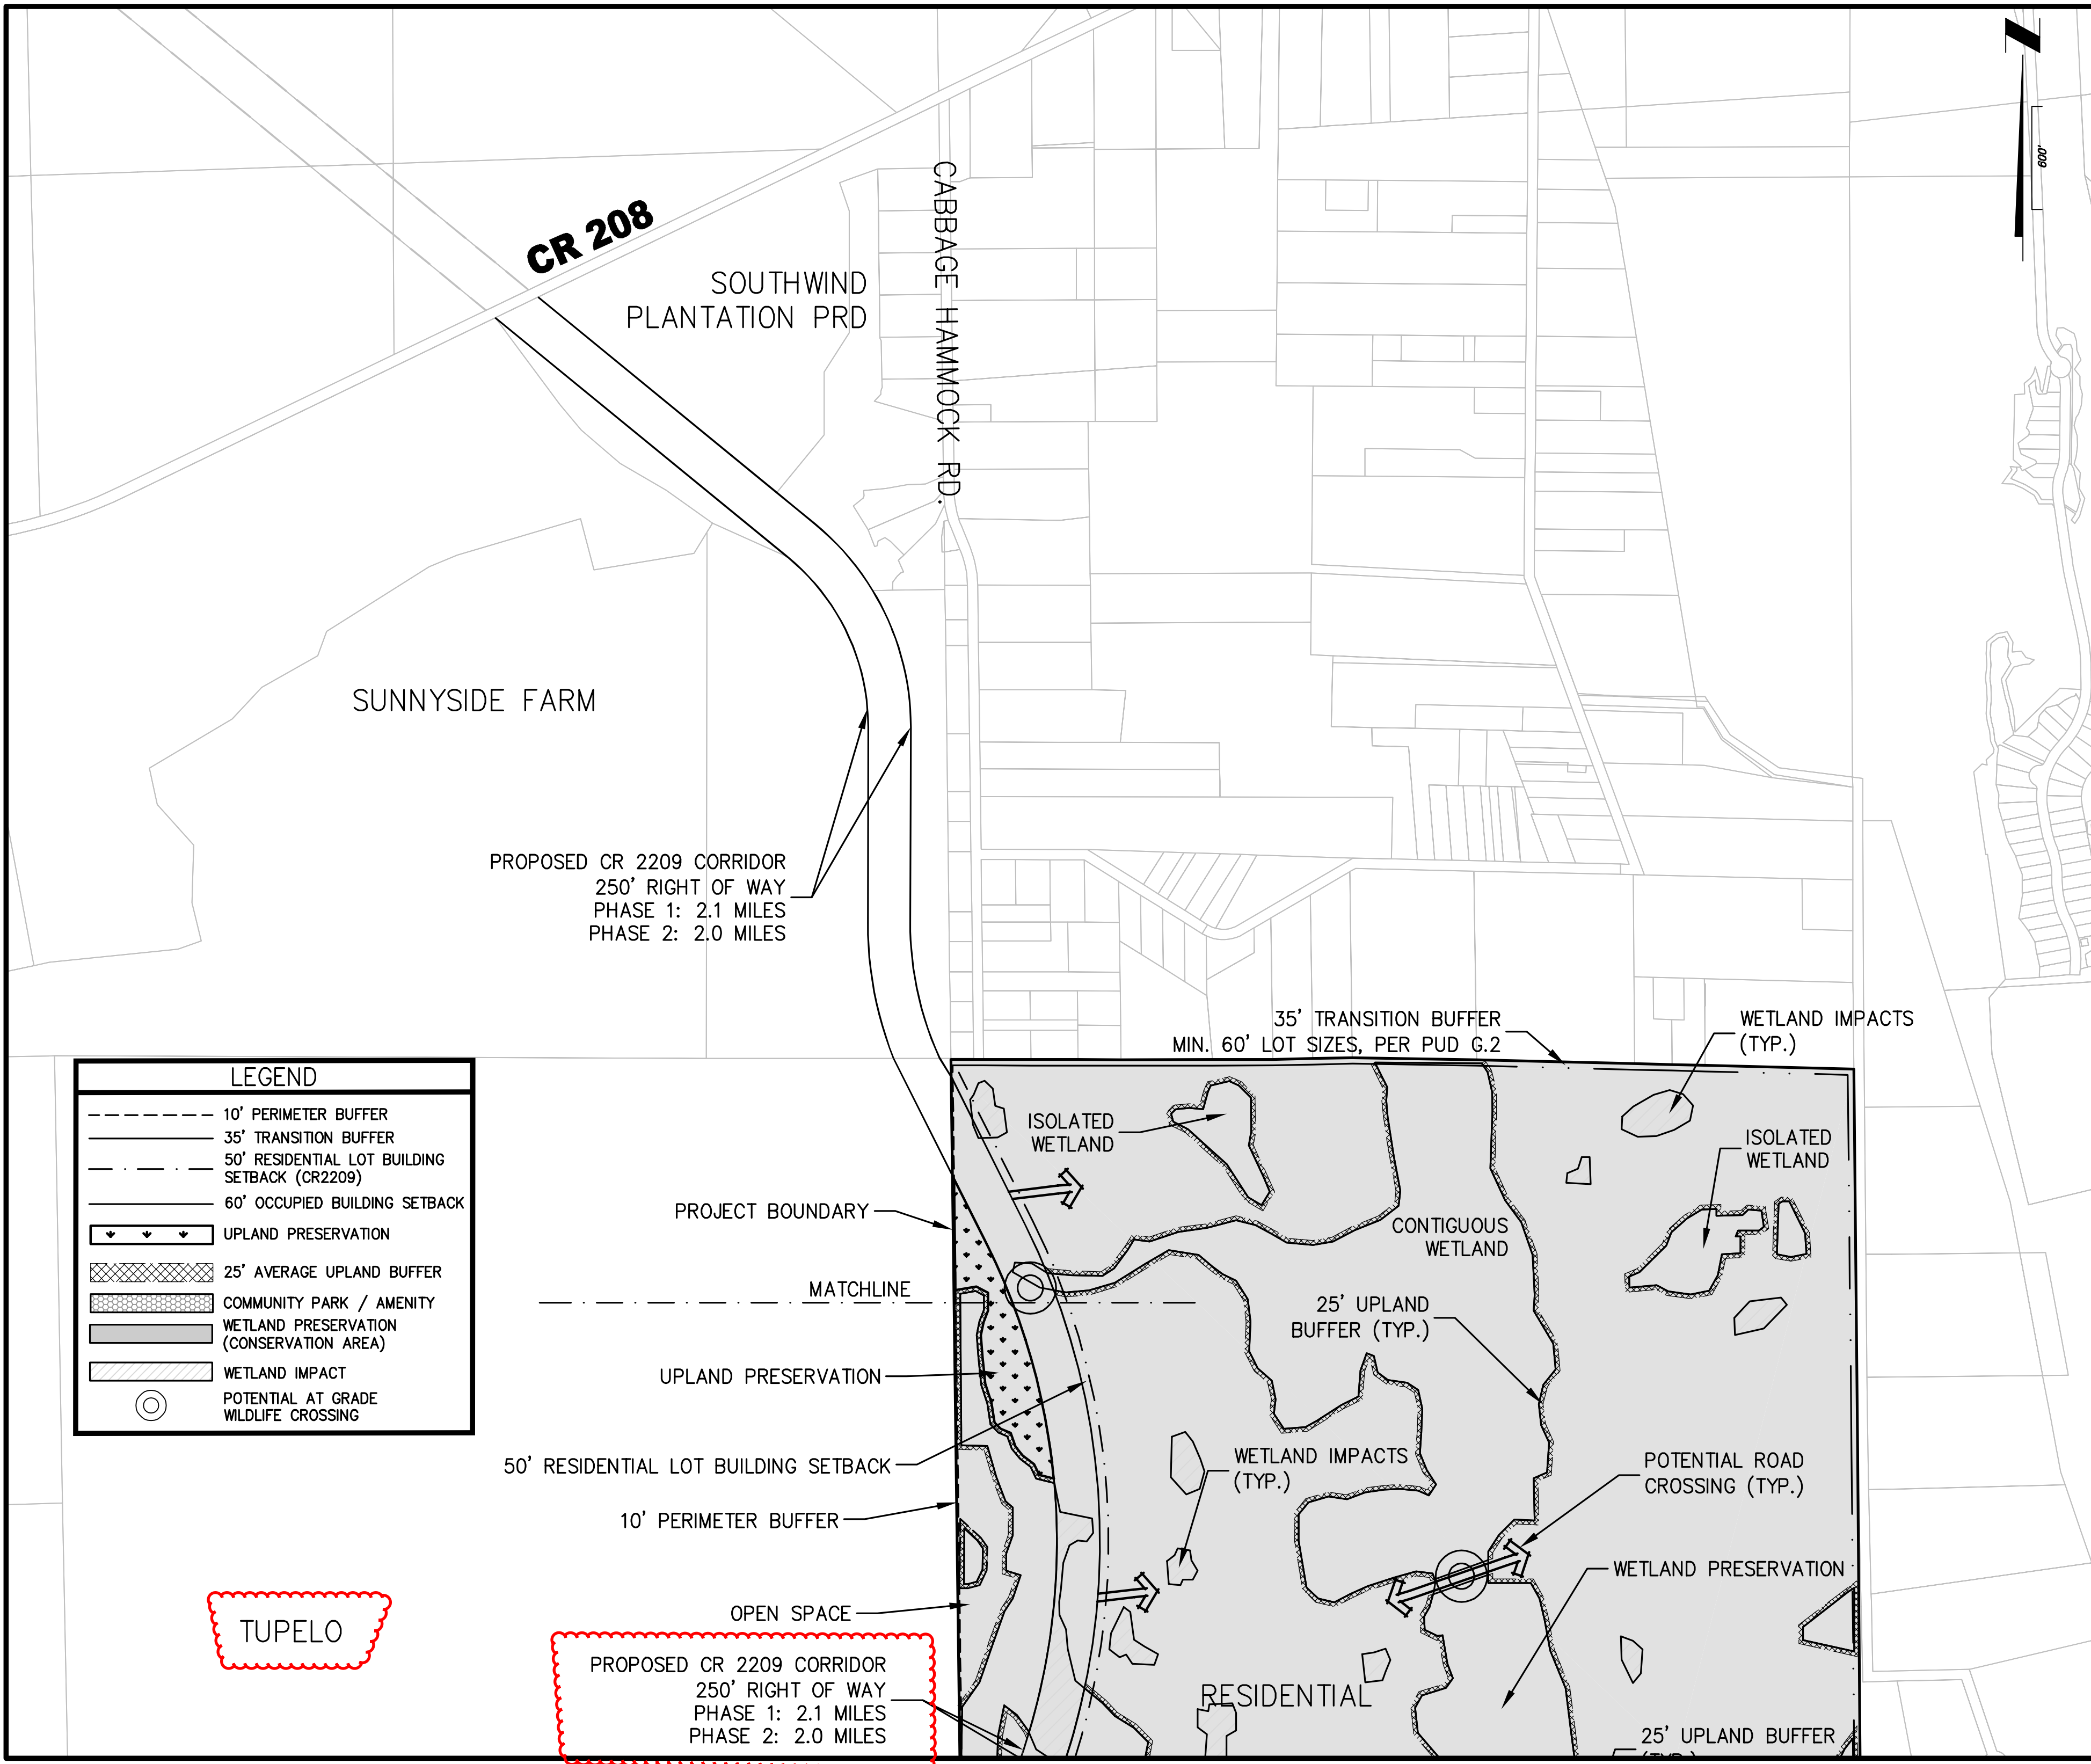 600'
CR 208
SOUTHWIND
PLANTATION PRD
CABBAGE HAMMOCK RD.
SUNNYSIDE FARM
PROPOSED CR 2209 CORRIDOR
250' RIGHT OF WAY
PHASE 1: 2.1 MILES
PHASE 2: 2.0 MILES
35' TRANSITION BUFFER
MIN. 60' LOT SIZES, PER PUD G.2
WETLAND IMPACTS
(TYP.)
LEGEND
10' PERIMETER BUFFER
35' TRANSITION BUFFER
50' RESIDENTIAL LOT BUILDING
SETBACK (CR2209)
60' OCCUPIED BUILDING SETBACK
UPLAND PRESERVATION
25' AVERAGE UPLAND BUFFER
COMMUNITY PARK / AMENITY
WETLAND PRESERVATION
(CONSERVATION AREA)
WETLAND IMPACT
POTENTIAL AT GRADE
WILDLIFE CROSSING
ISOLATED
WETLAND
ISOLATED
WETLAND
PROJECT BOUNDARY
CONTIGUOUS
WETLAND
MATCHLINE
25' UPLAND
BUFFER (TYP.)
UPLAND PRESERVATION
50' RESIDENTIAL LOT BUILDING SETBACK
WETLAND IMPACTS
(TYP.)
POTENTIAL ROAD
CROSSING (TYP.)
10' PERIMETER BUFFER
WETLAND PRESERVATION
OPEN SPACE
TUPELO
PROPOSED CR 2209 CORRIDOR
250' RIGHT OF WAY
PHASE 1: 2.1 MILES
PHASE 2: 2.0 MILES
RESIDENTIAL
25' UPLAND BUFFER
(TYP.)